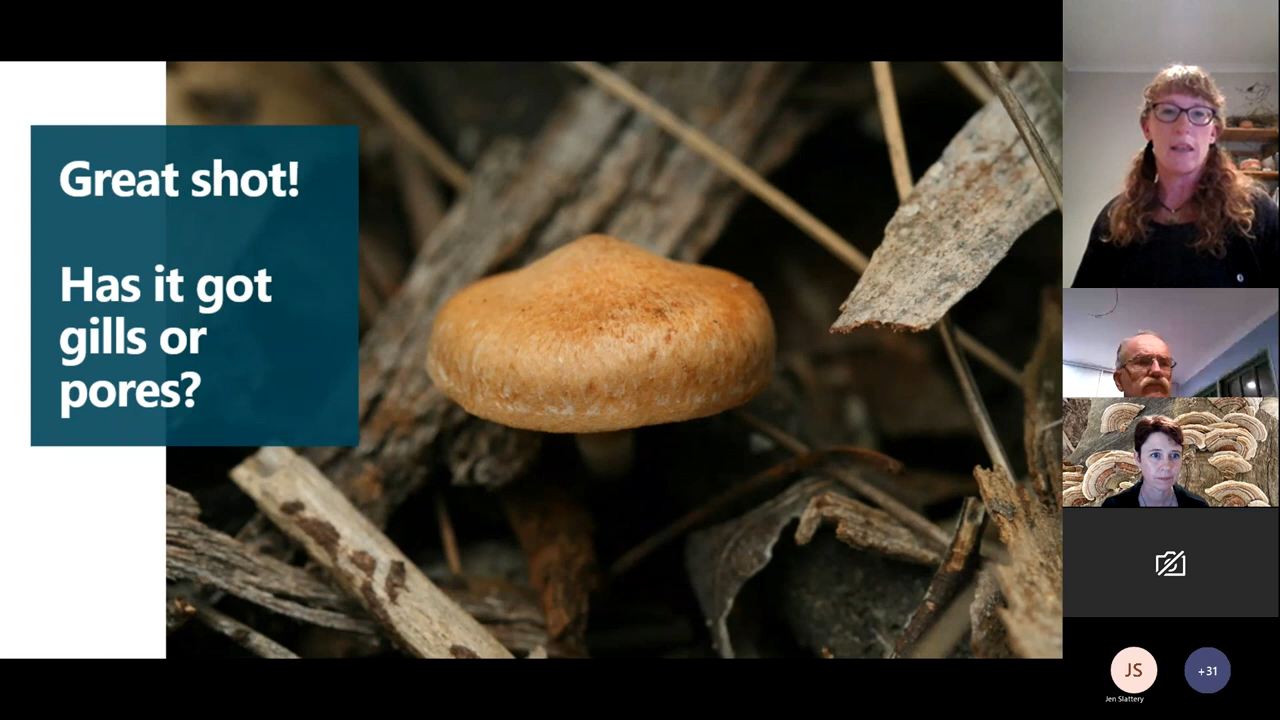 Great shot!
Has it got
gills or
pores?
JS
+31
Jen Slattery